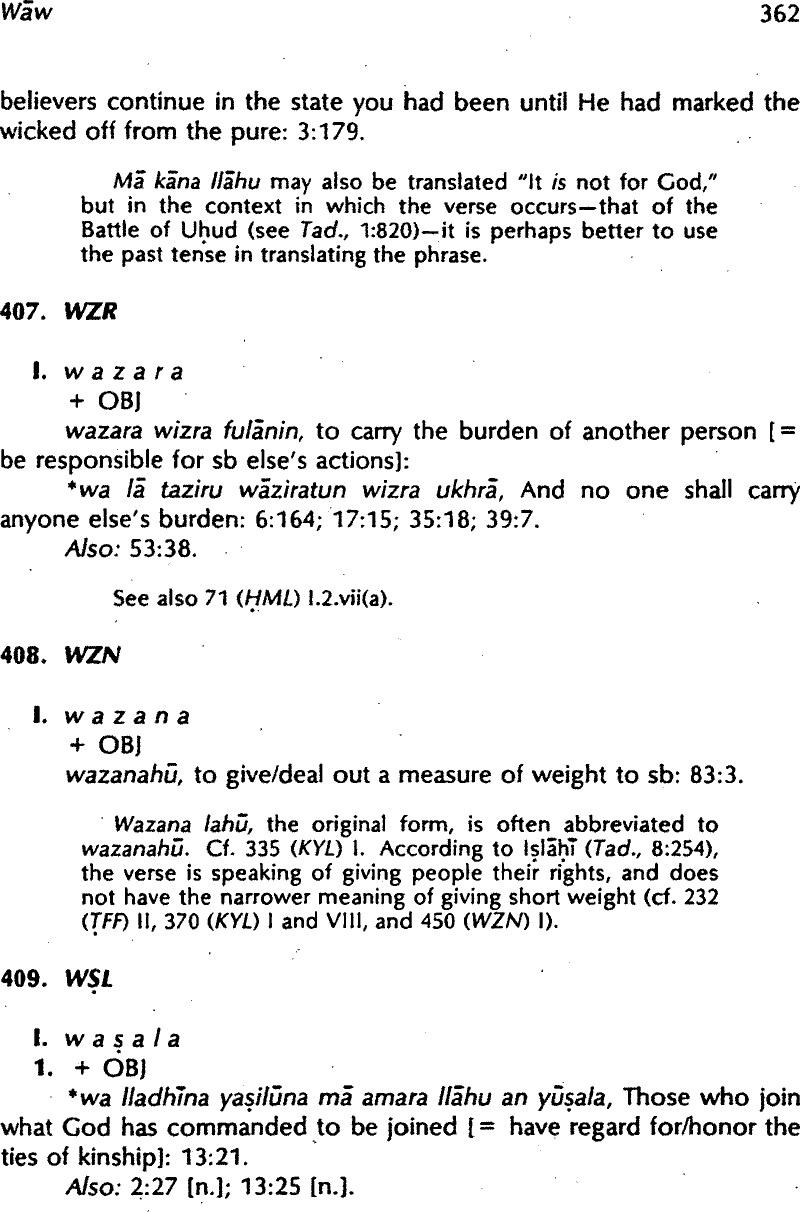 Wāw 362
believers continue in the state you had been until He had marked the
wicked off from the pure: 3:179.
Mā kāna llāhu may also be translated "It is not for God,"
but in the context in which the verse occurs—that of the
Battle of Uḥud (see Tad., 1:820)—it is perhaps better to use
the past tense in translating the phrase.
407. WZR
I. w a z a r a
+ OBJ
wazara wizra fulānin, to carry the burden of another person [=
be responsible for sb else's actions]:
*wa lā taziru wāziratun wizra ukhrā, And no one shall carry
anyone else's burden: 6:164; 17:15; 35:18; 39:7.
Also: 53:38.
See also 71 (ḤML) I.2.vii(a).
408. WZN
I. w a z a n a
+ OBJ
wazanahū, to give/deal out a measure of weight to sb: 83:3.
Wazana lahū, the original form, is often abbreviated to
wazanahū. Cf. 335 (KYL) I. According to Iṣlāḥī (Tad., 8:254),
the verse is speaking of giving people their rights, and does
not have the narrower meaning of giving short weight (cf. 232
(ṬFF) II, 370 (KYL) I and VIII, and 450 (WZN) I).
409. WṢL
I. w a ṣ a l a
1. + OBJ
*wa lladhīna yaṣilūna mā amara llāhu an yūṣala, Those who join
what God has commanded to be joined [= have regard for/honor the
ties of kinship]: 13:21.
Also: 2:27 [n.]; 13:25 [n.].